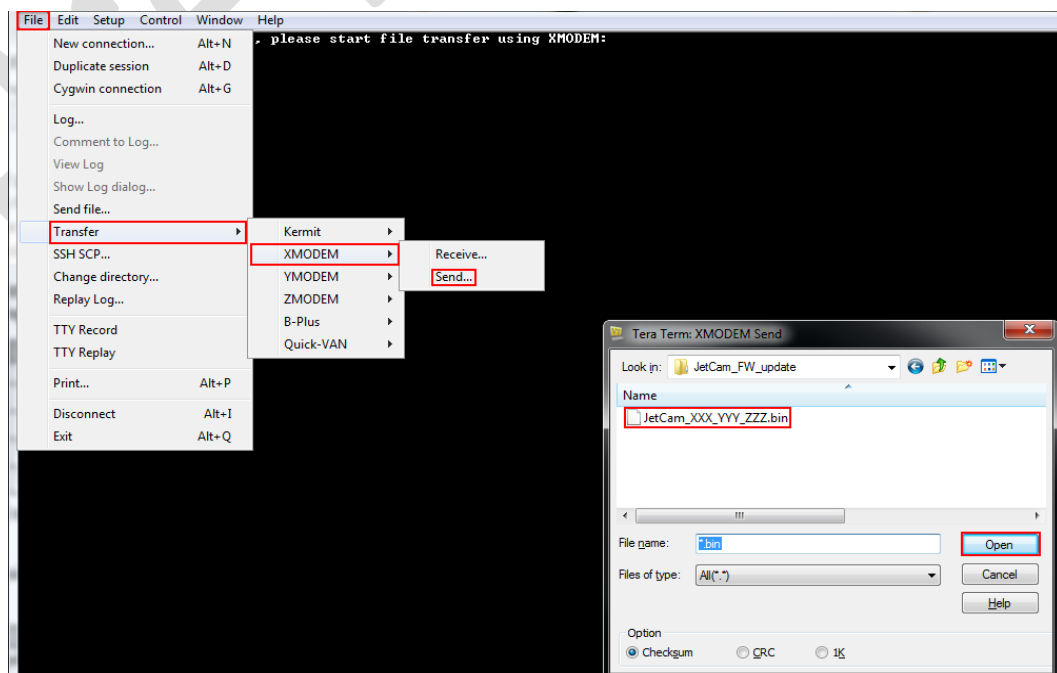 File Edit Setup Control Window Help
, please start file transfer using XMODEM:
New connection... Alt+N
Duplicate session Alt+D
Cygwin connection Alt+G
Log...
Comment to Log...
View Log
Show Log dialog...
Send file...
Transfer
SSH SCP...
Change directory...
Replay Log...
TTY Record
TTY Replay
Print... Alt+P
Disconnect Alt+I
Exit Alt+Q
Kermit
XMODEM
YMODEM
ZMODEM
B-Plus
Quick-VAN
Receive...
Send...
Tera Term: XMODEM Send
Look in: JetCam_FW_update
Name
JetCam_XXX_YYY_ZZZ.bin
File name: *.bin
Open
Files of type: All(*.*)
Cancel
Help
Option
Checksum CRC 1K